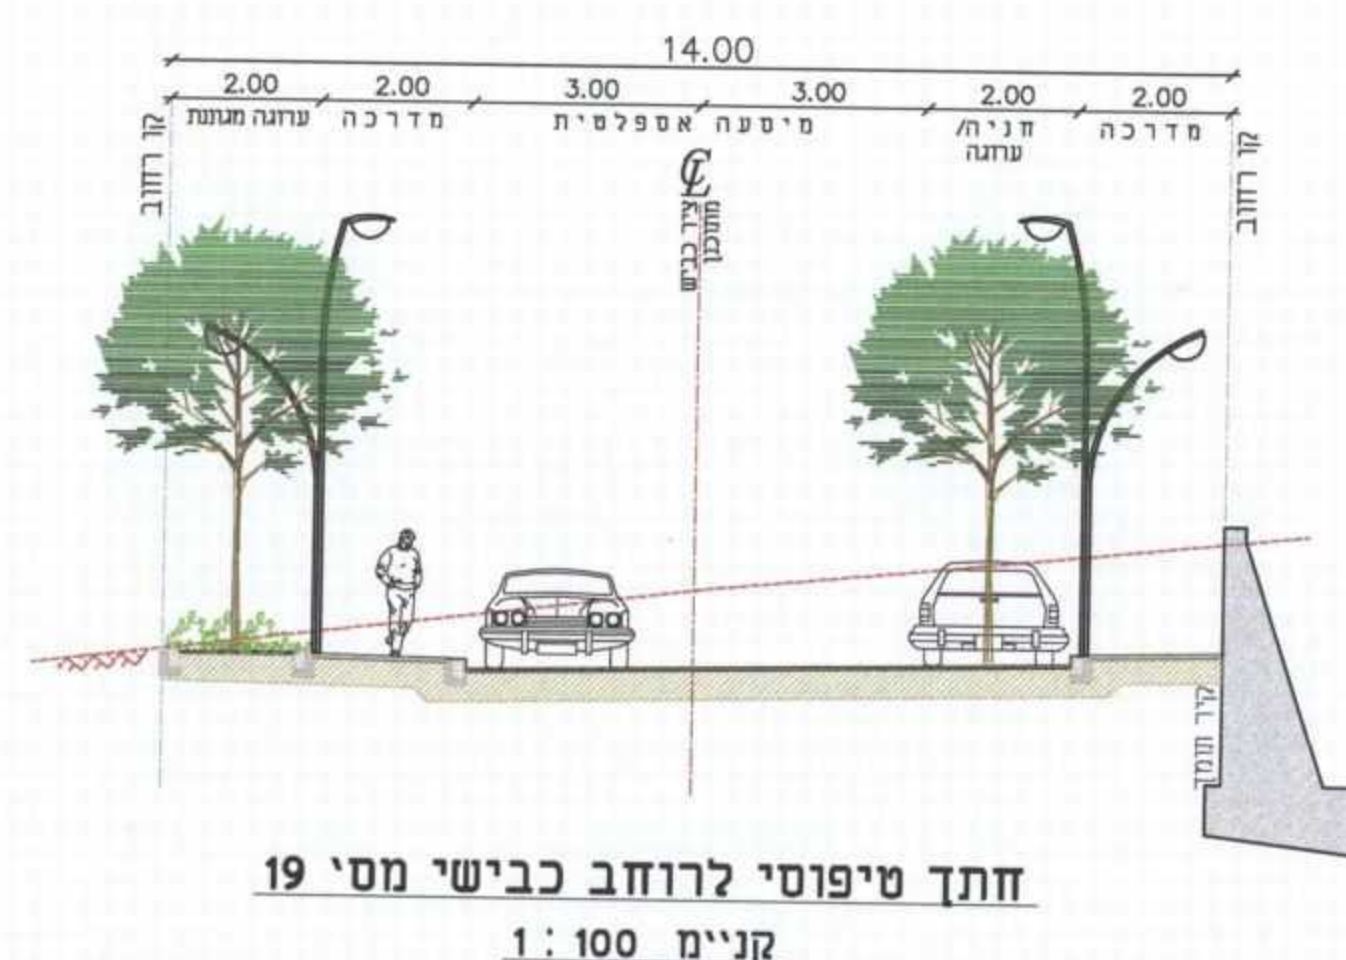 14.00
2.00 2.00 3.00 3.00 2.00 2.00
מדרכה
חניה/
ערוגה
מיסעה אספלטית
מדרכה
ערוגה מגוננת
קו רחוב
קו רחוב
ציר כביש
מתוכנן
קיר תומך
חתך טיפוסי לרוחב כבישי מס' 19
קניימ 100 : 1